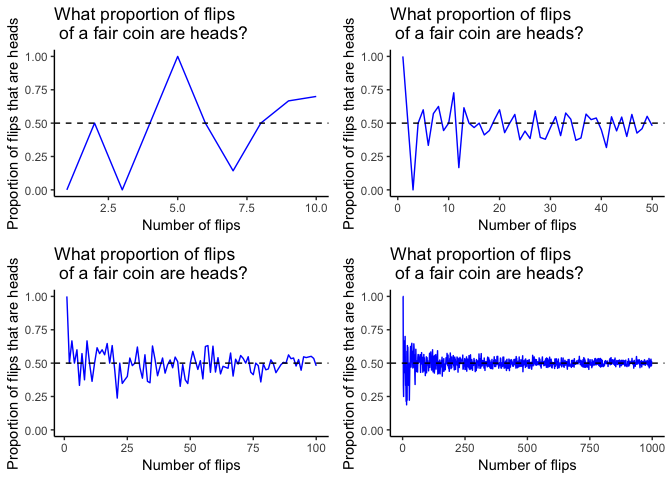 What proportion of flips
of a fair coin are heads?
Proportion of flips that are heads
1.00
0.75
0.50
0.25
0.00
2.5 5.0 7.5 10.0
Number of flips
What proportion of flips
of a fair coin are heads?
Proportion of flips that are heads
1.00
0.75
0.50
0.25
0.00
0 10 20 30 40 50
Number of flips
What proportion of flips
of a fair coin are heads?
Proportion of flips that are heads
1.00
0.75
0.50
0.25
0.00
0 25 50 75 100
Number of flips
What proportion of flips
of a fair coin are heads?
Proportion of flips that are heads
1.00
0.75
0.50
0.25
0.00
0 250 500 750 1000
Number of flips